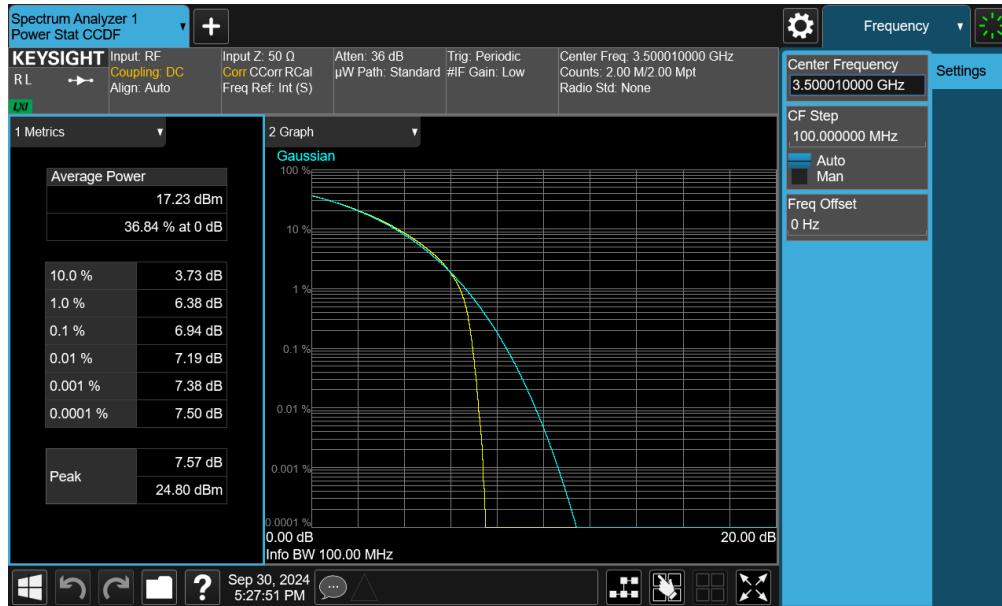 Spectrum Analyzer 1
Power Stat CCDF
+
Frequency
KEYSIGHT
R L
LXI
Input: RF
Coupling: DC
Align: Auto
Input Z: 50 Ω
Corr CCorr RCal
Freq Ref: Int (S)
Atten: 36 dB
µW Path: Standard
Trig: Periodic
#IF Gain: Low
Center Freq: 3.500010000 GHz
Counts: 2.00 M/2.00 Mpt
Radio Std: None
Center Frequency
3.500010000 GHz
Settings
CF Step
100.000000 MHz
Auto
Man
Freq Offset
0 Hz
1 Metrics
Average Power
17.23 dBm
36.84 % at 0 dB
10.0 % 3.73 dB
1.0 % 6.38 dB
0.1 % 6.94 dB
0.01 % 7.19 dB
0.001 % 7.38 dB
0.0001 % 7.50 dB
Peak
7.57 dB
24.80 dBm
2 Graph
Gaussian
100 %
10 %
1 %
0.1 %
0.01 %
0.001 %
0.0001 %
0.00 dB 20.00 dB
Info BW 100.00 MHz
?
Sep 30, 2024
5:27:51 PM